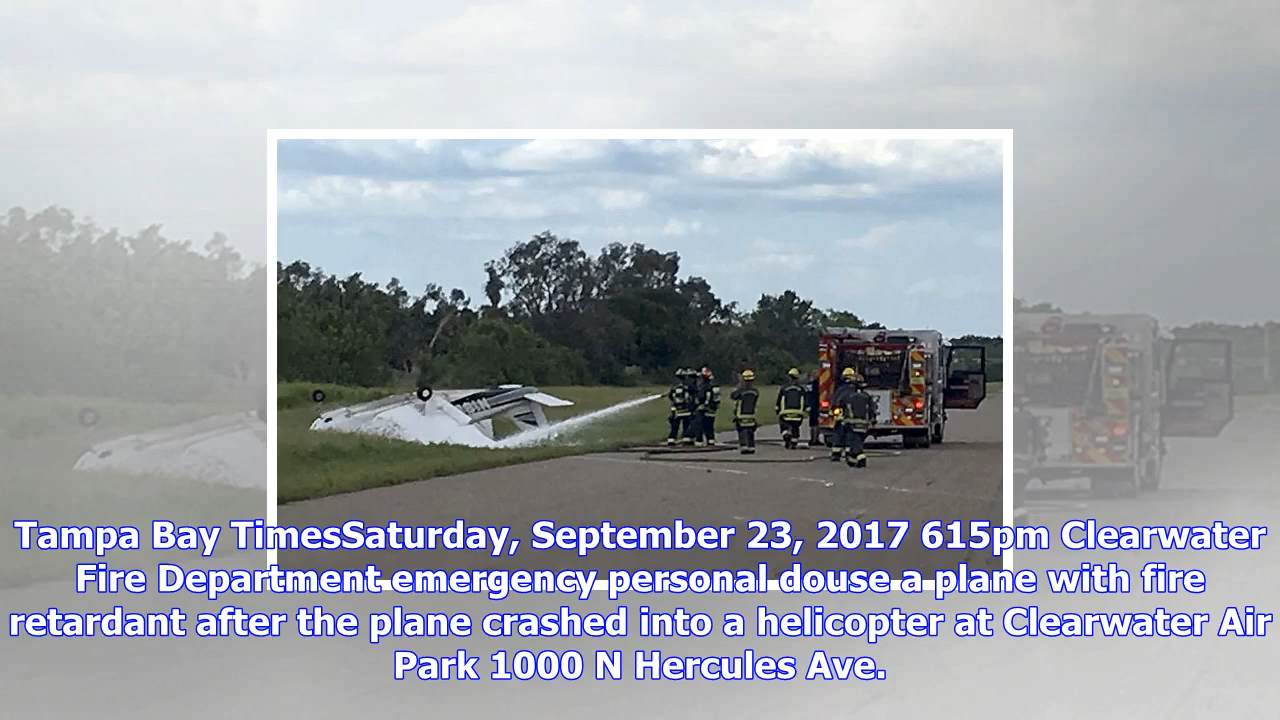 Tampa Bay TimesSaturday, September 23, 2017 615pm Clearwater
Fire Department emergency personal douse a plane with fire
retardant after the plane crashed into a helicopter at Clearwater Air
Park 1000 N Hercules Ave.